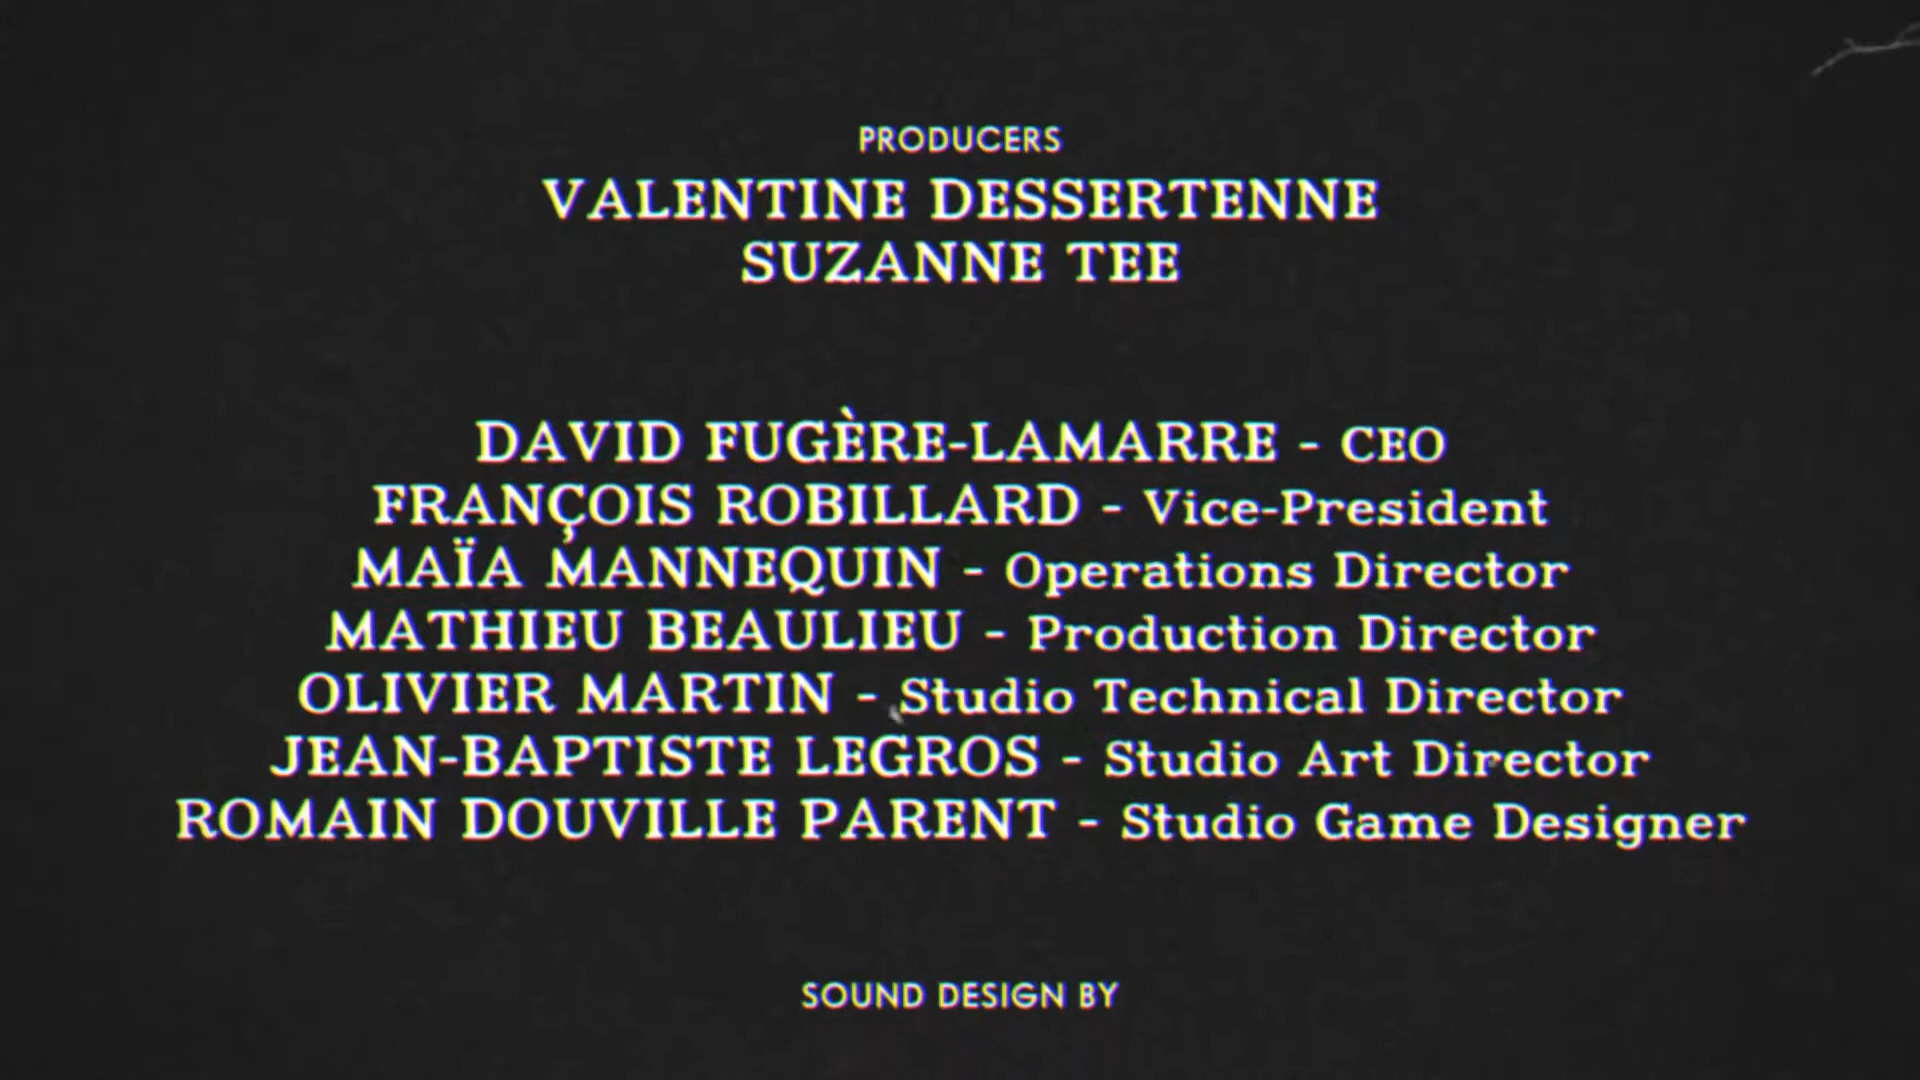 PRODUCERS
VALENTINE DESSERTENNE
SUZANNE TEE
DAVID FUGÈRE-LAMARRE - CEO
FRANÇOIS ROBILLARD - Vice-President
MAÏA MANNEQUIN - Operations Director
MATHIEU BEAULIEU - Production Director
OLIVIER MARTIN - Studio Technical Director
JEAN-BAPTISTE LEGROS - Studio Art Director
ROMAIN DOUVILLE PARENT - Studio Game Designer
SOUND DESIGN BY